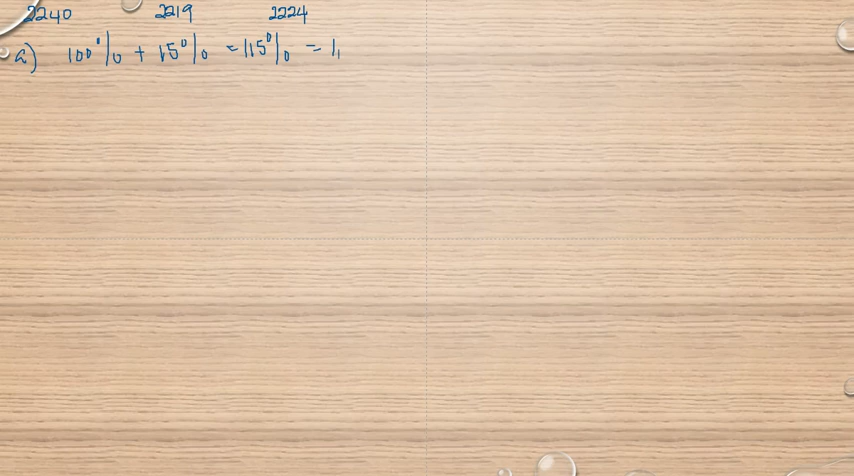 2240 2219 2224
a) 100% + 15% = 115% = 1,